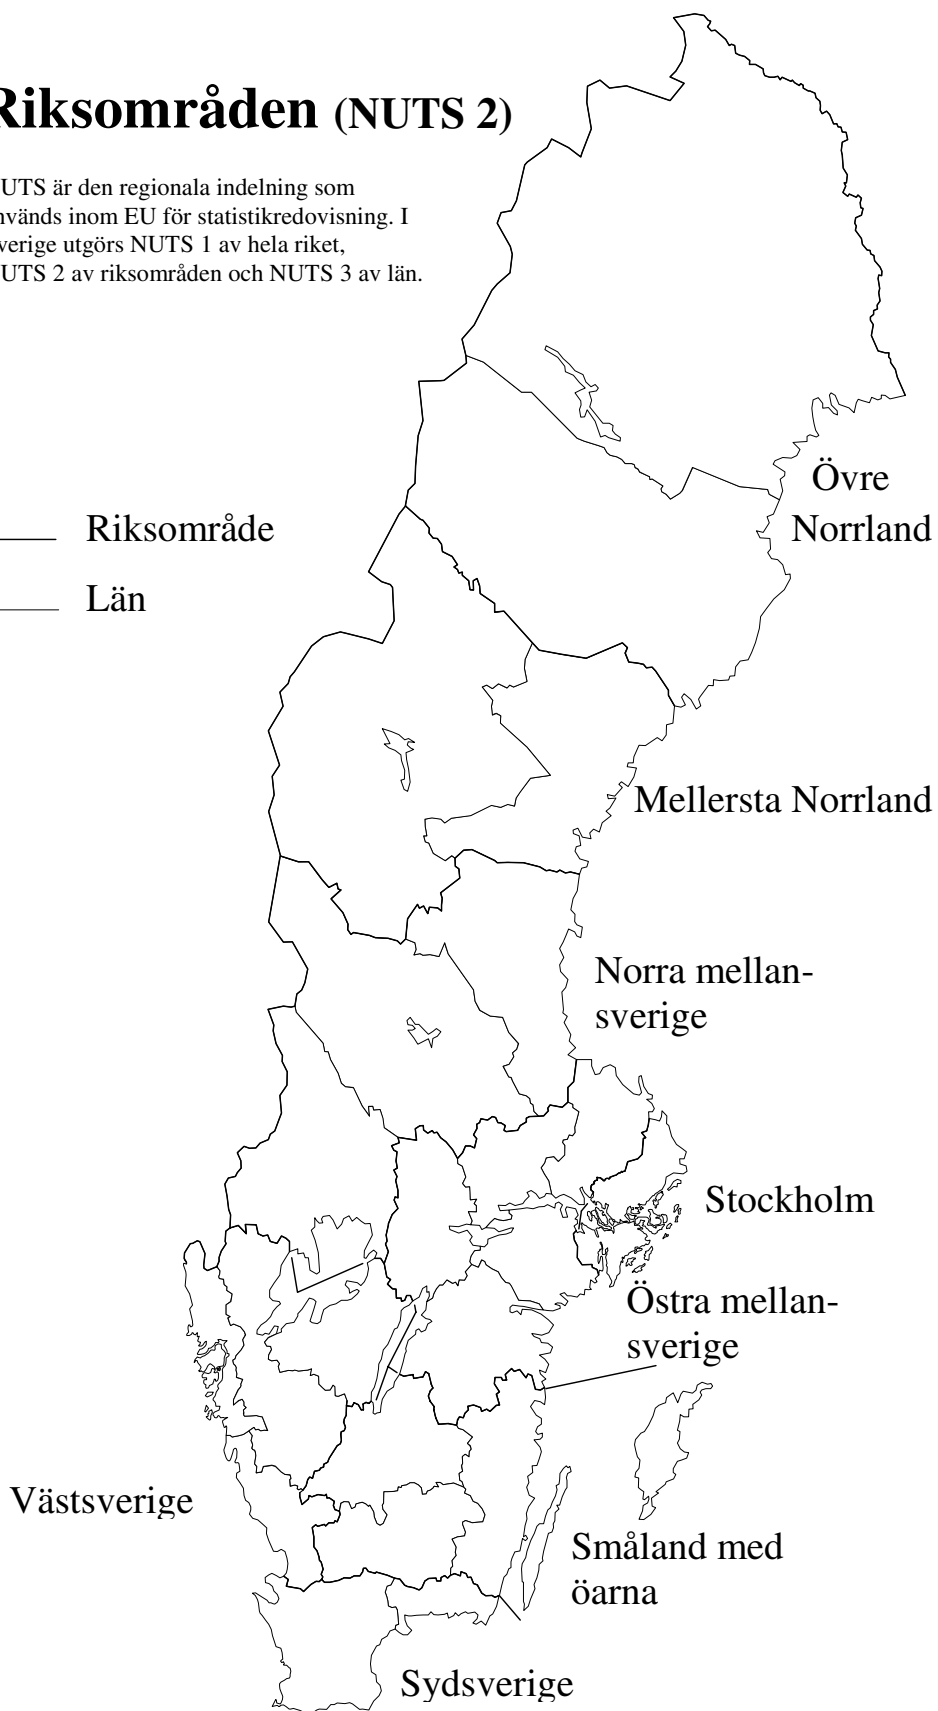 Riksområden (NUTS 2)
UTS är den regionala indelning som
nvänds inom EU för statistikredovisning. I
verige utgörs NUTS 1 av hela riket,
UTS 2 av riksområden och NUTS 3 av län.
Övre
Norrland
Riksområde
Län
Mellersta Norrland
Norra mellan-
sverige
Stockholm
Östra mellan-
sverige
Västsverige
Småland med
öarna
Sydsverige